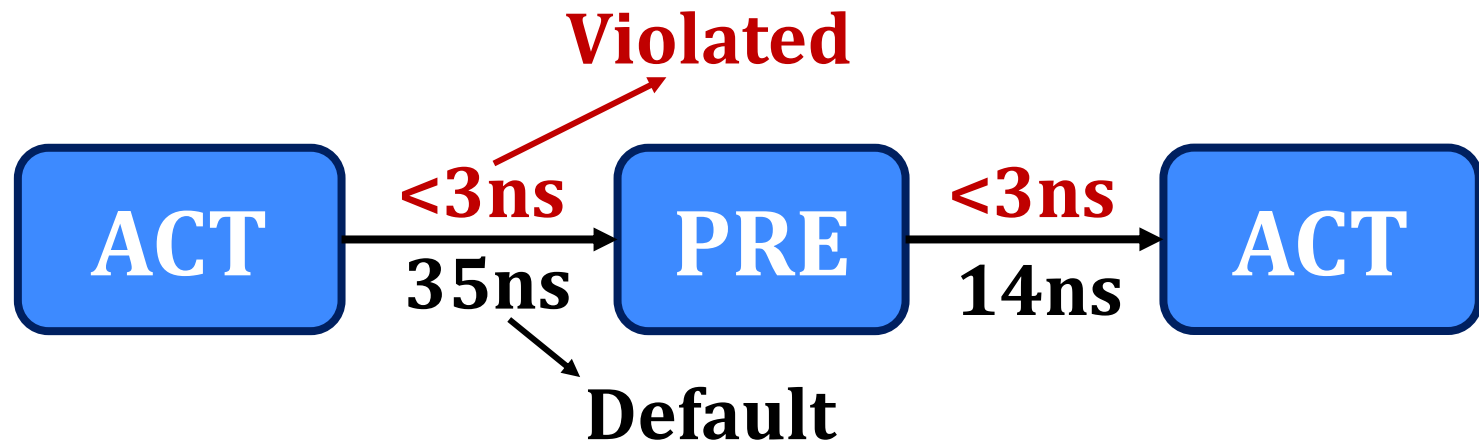 Violated
ACT
<3ns
35ns
PRE
<3ns
14ns
ACT
Default